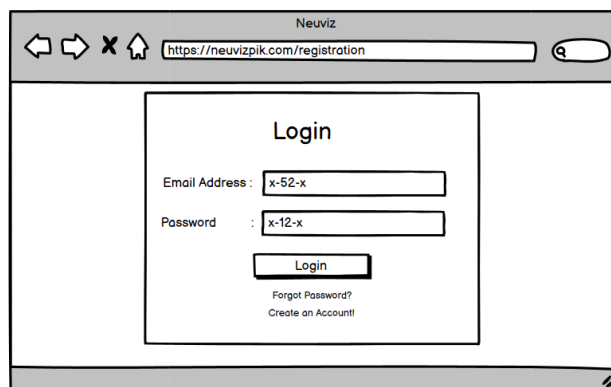 Neuviz
https://neuvizpik.com/registration
Login
Email Address : x-52-x
Password : x-12-x
Login
Forgot Password?
Create an Account!